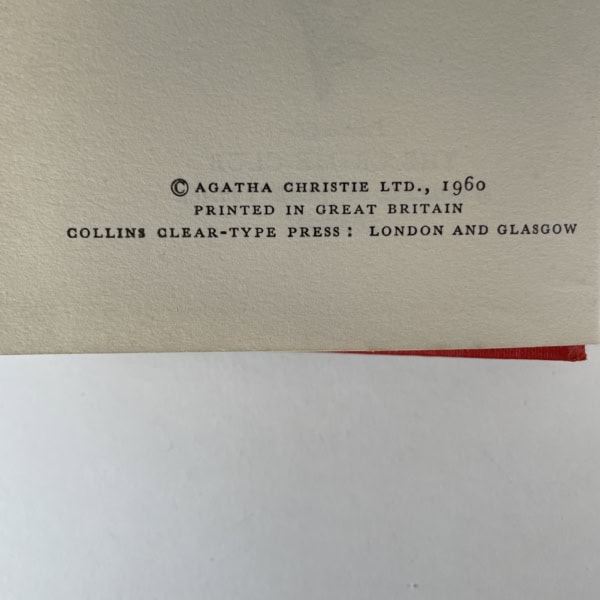 © AGATHA CHRISTIE LTD., 1960
PRINTED IN GREAT BRITAIN
COLLINS CLEAR-TYPE PRESS: LONDON AND GLASGOW